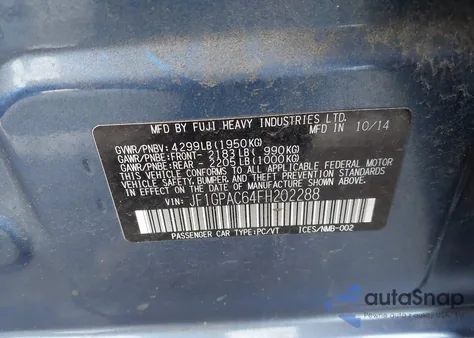 MFD BY FUJI HEAVY INDUSTRIES LTD.
MFD IN 10/14
GVWR/PNBV: 4299LB(1950KG)
GAWR/PNBE:FRONT- 2183LB( 990KG)
GAWR/PNBE:REAR - 2205LB(1000KG)
THIS VEHICLE CONFORMS TO ALL APPLICABLE FEDERAL MOTOR
VEHICLE SAFETY, BUMPER, AND THEFT PREVENTION STANDARDS
IN EFFECT ON THE DATE OF MANUFACTURE SHOWN ABOVE.
VIN: JF1GPAC64FH202288
PASSENGER CAR TYPE:PC/VT ICES/NMB-002
autoSnap